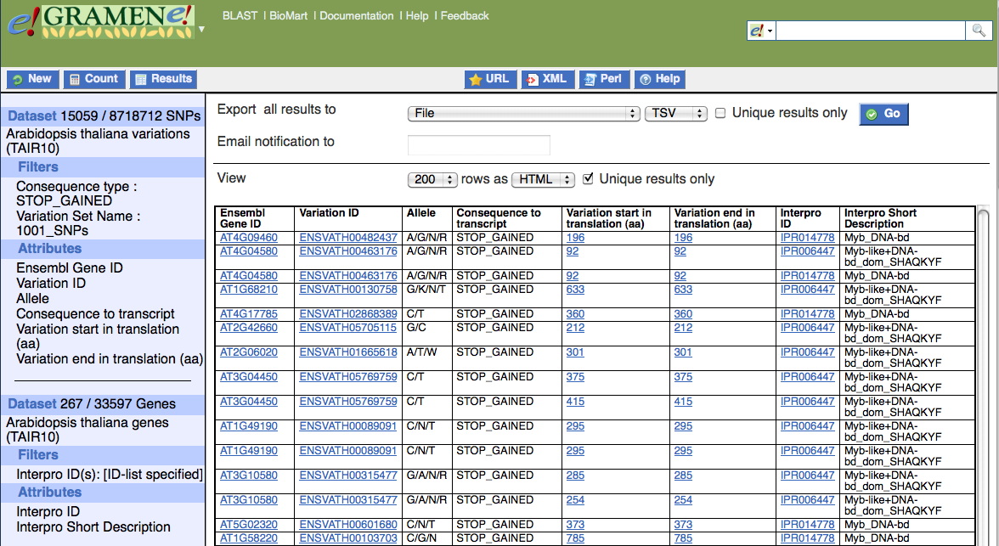 e! GRAMENe!
BLAST | BioMart | Documentation | Help | Feedback
e!
New Count Results URL XML Perl Help
Dataset 15059 / 8718712 SNPs
Arabidopsis thaliana variations
(TAIR10)
Filters
Consequence type :
STOP_GAINED
Variation Set Name :
1001_SNPs
Attributes
Ensembl Gene ID
Variation ID
Allele
Consequence to transcript
Variation start in translation
(aa)
Variation end in translation (aa)
Dataset 267 / 33597 Genes
Arabidopsis thaliana genes
(TAIR10)
Filters
Interpro ID(s): [ID-list specified]
Attributes
Interpro ID
Interpro Short Description
Export all results to File TSV Unique results only Go
Email notification to
View 200 rows as HTML Unique results only
Ensembl Variation ID Allele Consequence to Variation start in Variation end in Interpro Interpro Short
Gene ID transcript translation (aa) translation (aa) ID Description
AT4G09460 ENSVATH00482437 A/G/N/R STOP_GAINED 196 196 IPR014778 Myb_DNA-bd
AT4G04580 ENSVATH00463176 A/G/N/R STOP_GAINED 92 92 IPR006447 Myb-like+DNA-
bd_dom_SHAQKYF
AT4G04580 ENSVATH00463176 A/G/N/R STOP_GAINED 92 92 IPR014778 Myb_DNA-bd
AT1G68210 ENSVATH00130758 G/K/N/T STOP_GAINED 633 633 IPR006447 Myb-like+DNA-
bd_dom_SHAQKYF
AT4G17785 ENSVATH02868389 C/T STOP_GAINED 360 360 IPR014778 Myb_DNA-bd
AT2G42660 ENSVATH05705115 G/C STOP_GAINED 212 212 IPR006447 Myb-like+DNA-
bd_dom_SHAQKYF
AT2G06020 ENSVATH01665618 A/T/W STOP_GAINED 301 301 IPR006447 Myb-like+DNA-
bd_dom_SHAQKYF
AT3G04450 ENSVATH05769759 C/T STOP_GAINED 375 375 IPR006447 Myb-like+DNA-
bd_dom_SHAQKYF
AT3G04450 ENSVATH05769759 C/T STOP_GAINED 415 415 IPR006447 Myb-like+DNA-
bd_dom_SHAQKYF
AT1G49190 ENSVATH00089091 C/N/T STOP_GAINED 295 295 IPR006447 Myb-like+DNA-
bd_dom_SHAQKYF
AT1G49190 ENSVATH00089091 C/N/T STOP_GAINED 295 295 IPR006447 Myb-like+DNA-
bd_dom_SHAQKYF
AT3G10580 ENSVATH00315477 G/A/N/R STOP_GAINED 285 285 IPR006447 Myb-like+DNA-
bd_dom_SHAQKYF
AT3G10580 ENSVATH00315477 G/A/N/R STOP_GAINED 254 254 IPR006447 Myb-like+DNA-
bd_dom_SHAQKYF
AT5G02320 ENSVATH00601680 C/N/T STOP_GAINED 373 373 IPR014778 Myb_DNA-bd
AT1G58220 ENSVATH00103703 C/G/N STOP_GAINED 785 785 IPR014778 Myb_DNA-bd